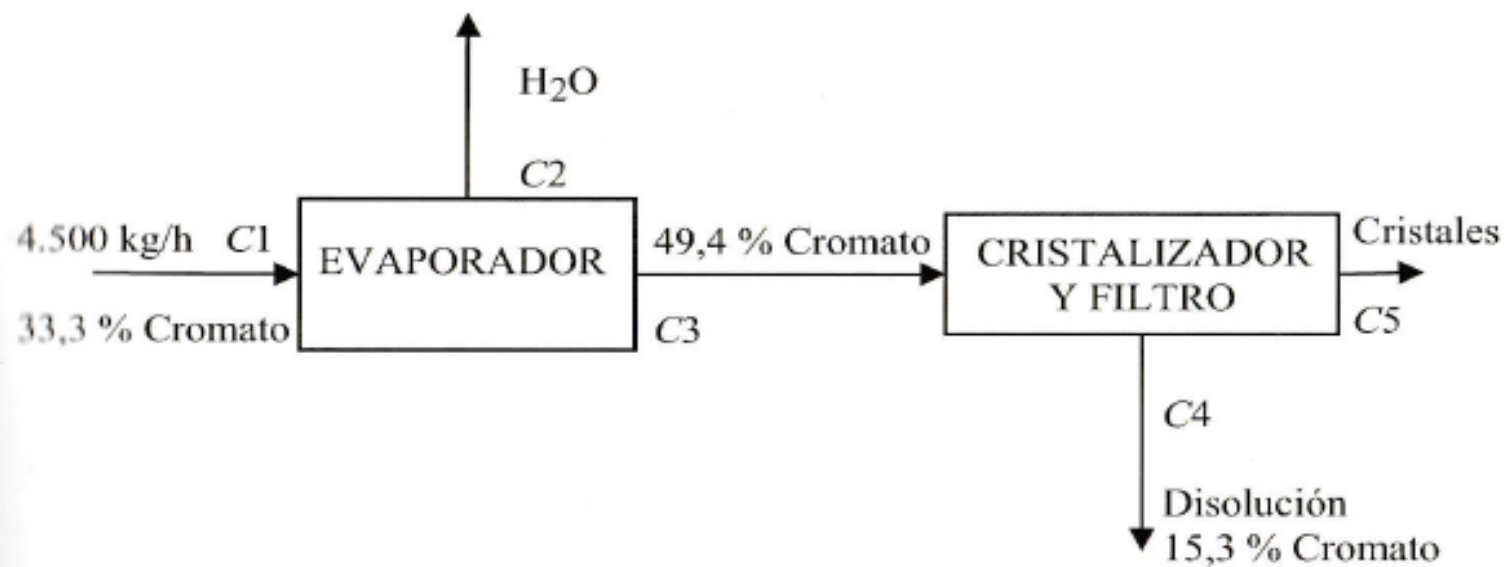 H₂O
C2
4.500 kg/h C1
EVAPORADOR
33,3 % Cromato
49,4 % Cromato
C3
CRISTALIZADOR
Y FILTRO
Cristales
C5
C4
Disolución
15,3 % Cromato